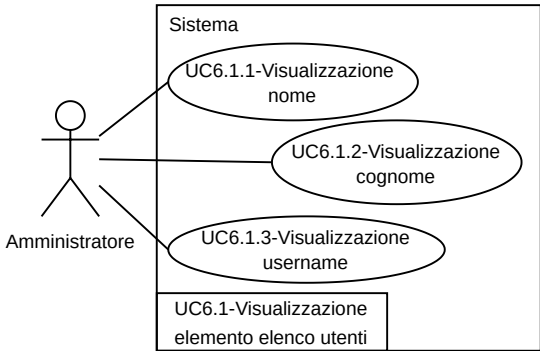 Sistema
UC6.1.1-Visualizzazione
nome
UC6.1.2-Visualizzazione
cognome
Amministratore
UC6.1.3-Visualizzazione
username
UC6.1-Visualizzazione
elemento elenco utenti